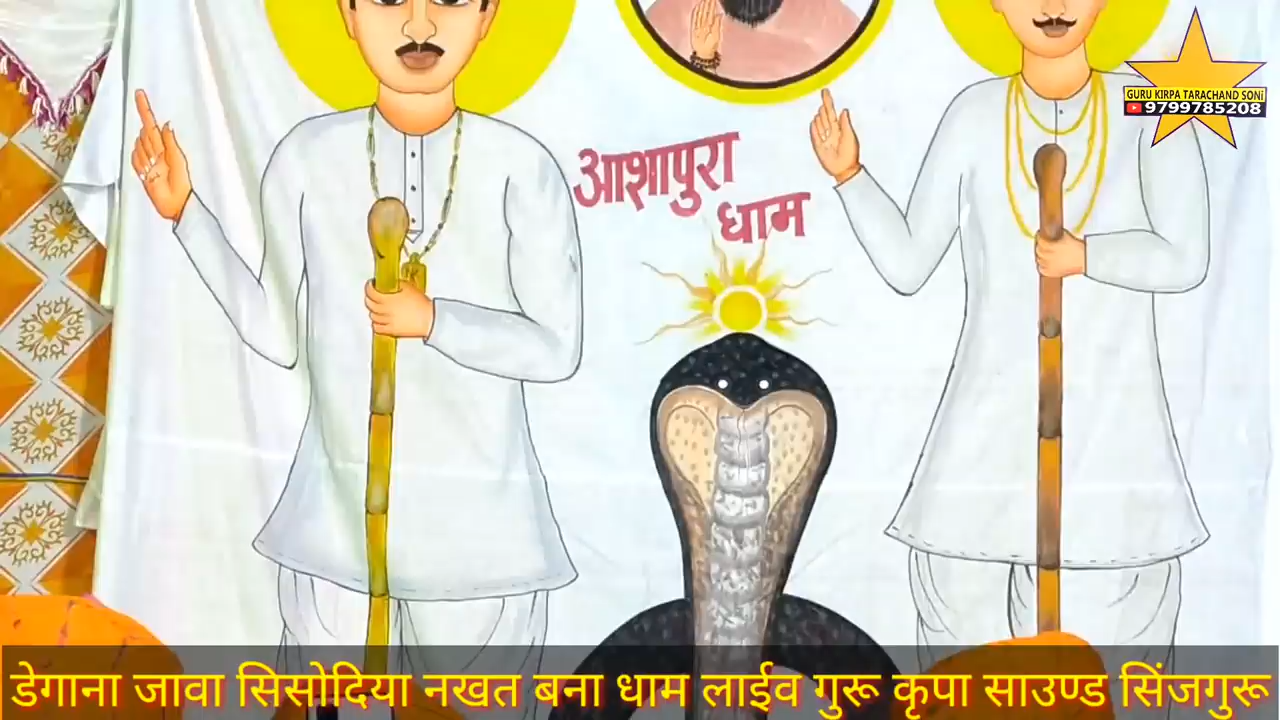 GURU KIRPA TARACHAND SONi
9799785208
आशापुरा
धाम
डेगाना जावा सिसोदिया नखत बना धाम लाईव गुरू कृपा साउण्ड सिंजगुरू